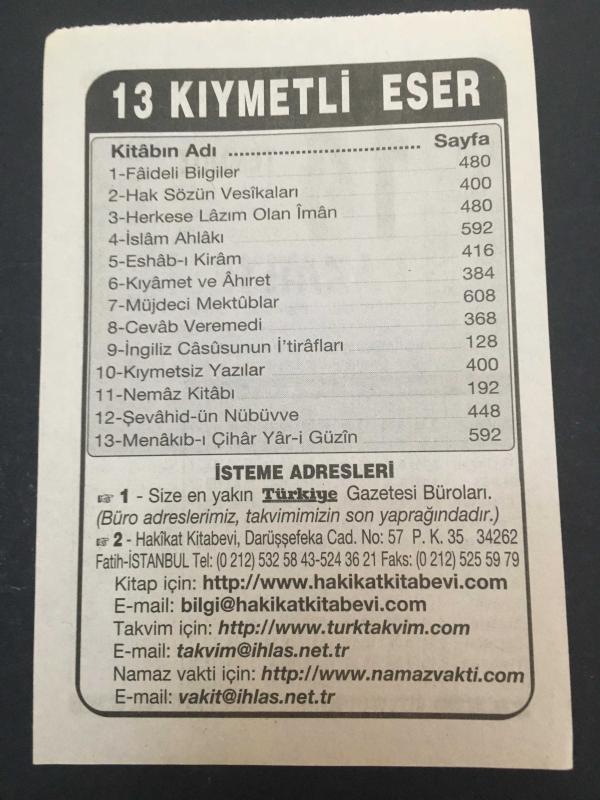 13 KIYMETLİ ESER
Kitâbın Adı ................................ Sayfa
1-Fâideli Bilgiler 480
2-Hak Sözün Vesîkaları 400
3-Herkese Lâzım Olan Îmân 480
4-İslâm Ahlâkı 592
5-Eshâb-ı Kirâm 416
6-Kıyâmet ve Âhıret 384
7-Müjdeci Mektûblar 608
8-Cevâb Veremedi 368
9-İngiliz Câsûsunun İ'tirâfları 128
10-Kıymetsiz Yazılar 400
11-Nemâz Kitâbı 192
12-Şevâhid-ün Nübüvve 448
13-Menâkıb-ı Çihâr Yâr-i Güzîn 592
İSTEME ADRESLERİ
☞ 1 - Size en yakın Türkiye Gazetesi Büroları.
(Büro adreslerimiz, takvimimizin son yaprağındadır.)
☞ 2 - Hakîkat Kitabevi, Darüşşefeka Cad. No: 57 P. K. 35 34262
Fatih-İSTANBUL Tel: (0 212) 532 58 43-524 36 21 Faks: (0 212) 525 59 79
Kitap için: http://www.hakikatkitabevi.com
E-mail: bilgi@hakikatkitabevi.com
Takvim için: http://www.turktakvim.com
E-mail: takvim@ihlas.net.tr
Namaz vakti için: http://www.namazvakti.com
E-mail: vakit@ihlas.net.tr